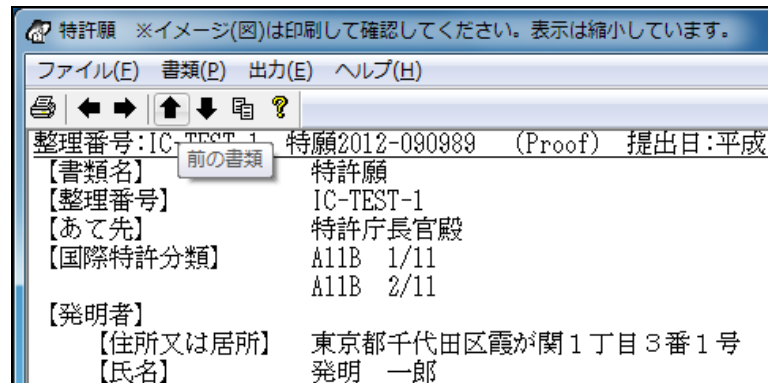 特許願　※イメージ(図)は印刷して確認してください。表示は縮小しています。
ファイル(F)　書類(P)　出力(E)　ヘルプ(H)
整理番号:IC-TEST-1　特願2012-090989　(Proof)　提出日:平成
前の書類
【書類名】　特許願
【整理番号】　IC-TEST-1
【あて先】　特許庁長官殿
【国際特許分類】　A11B　1/11
A11B　2/11
【発明者】
【住所又は居所】　東京都千代田区霞が関１丁目３番１号
【氏名】　発明　一郎